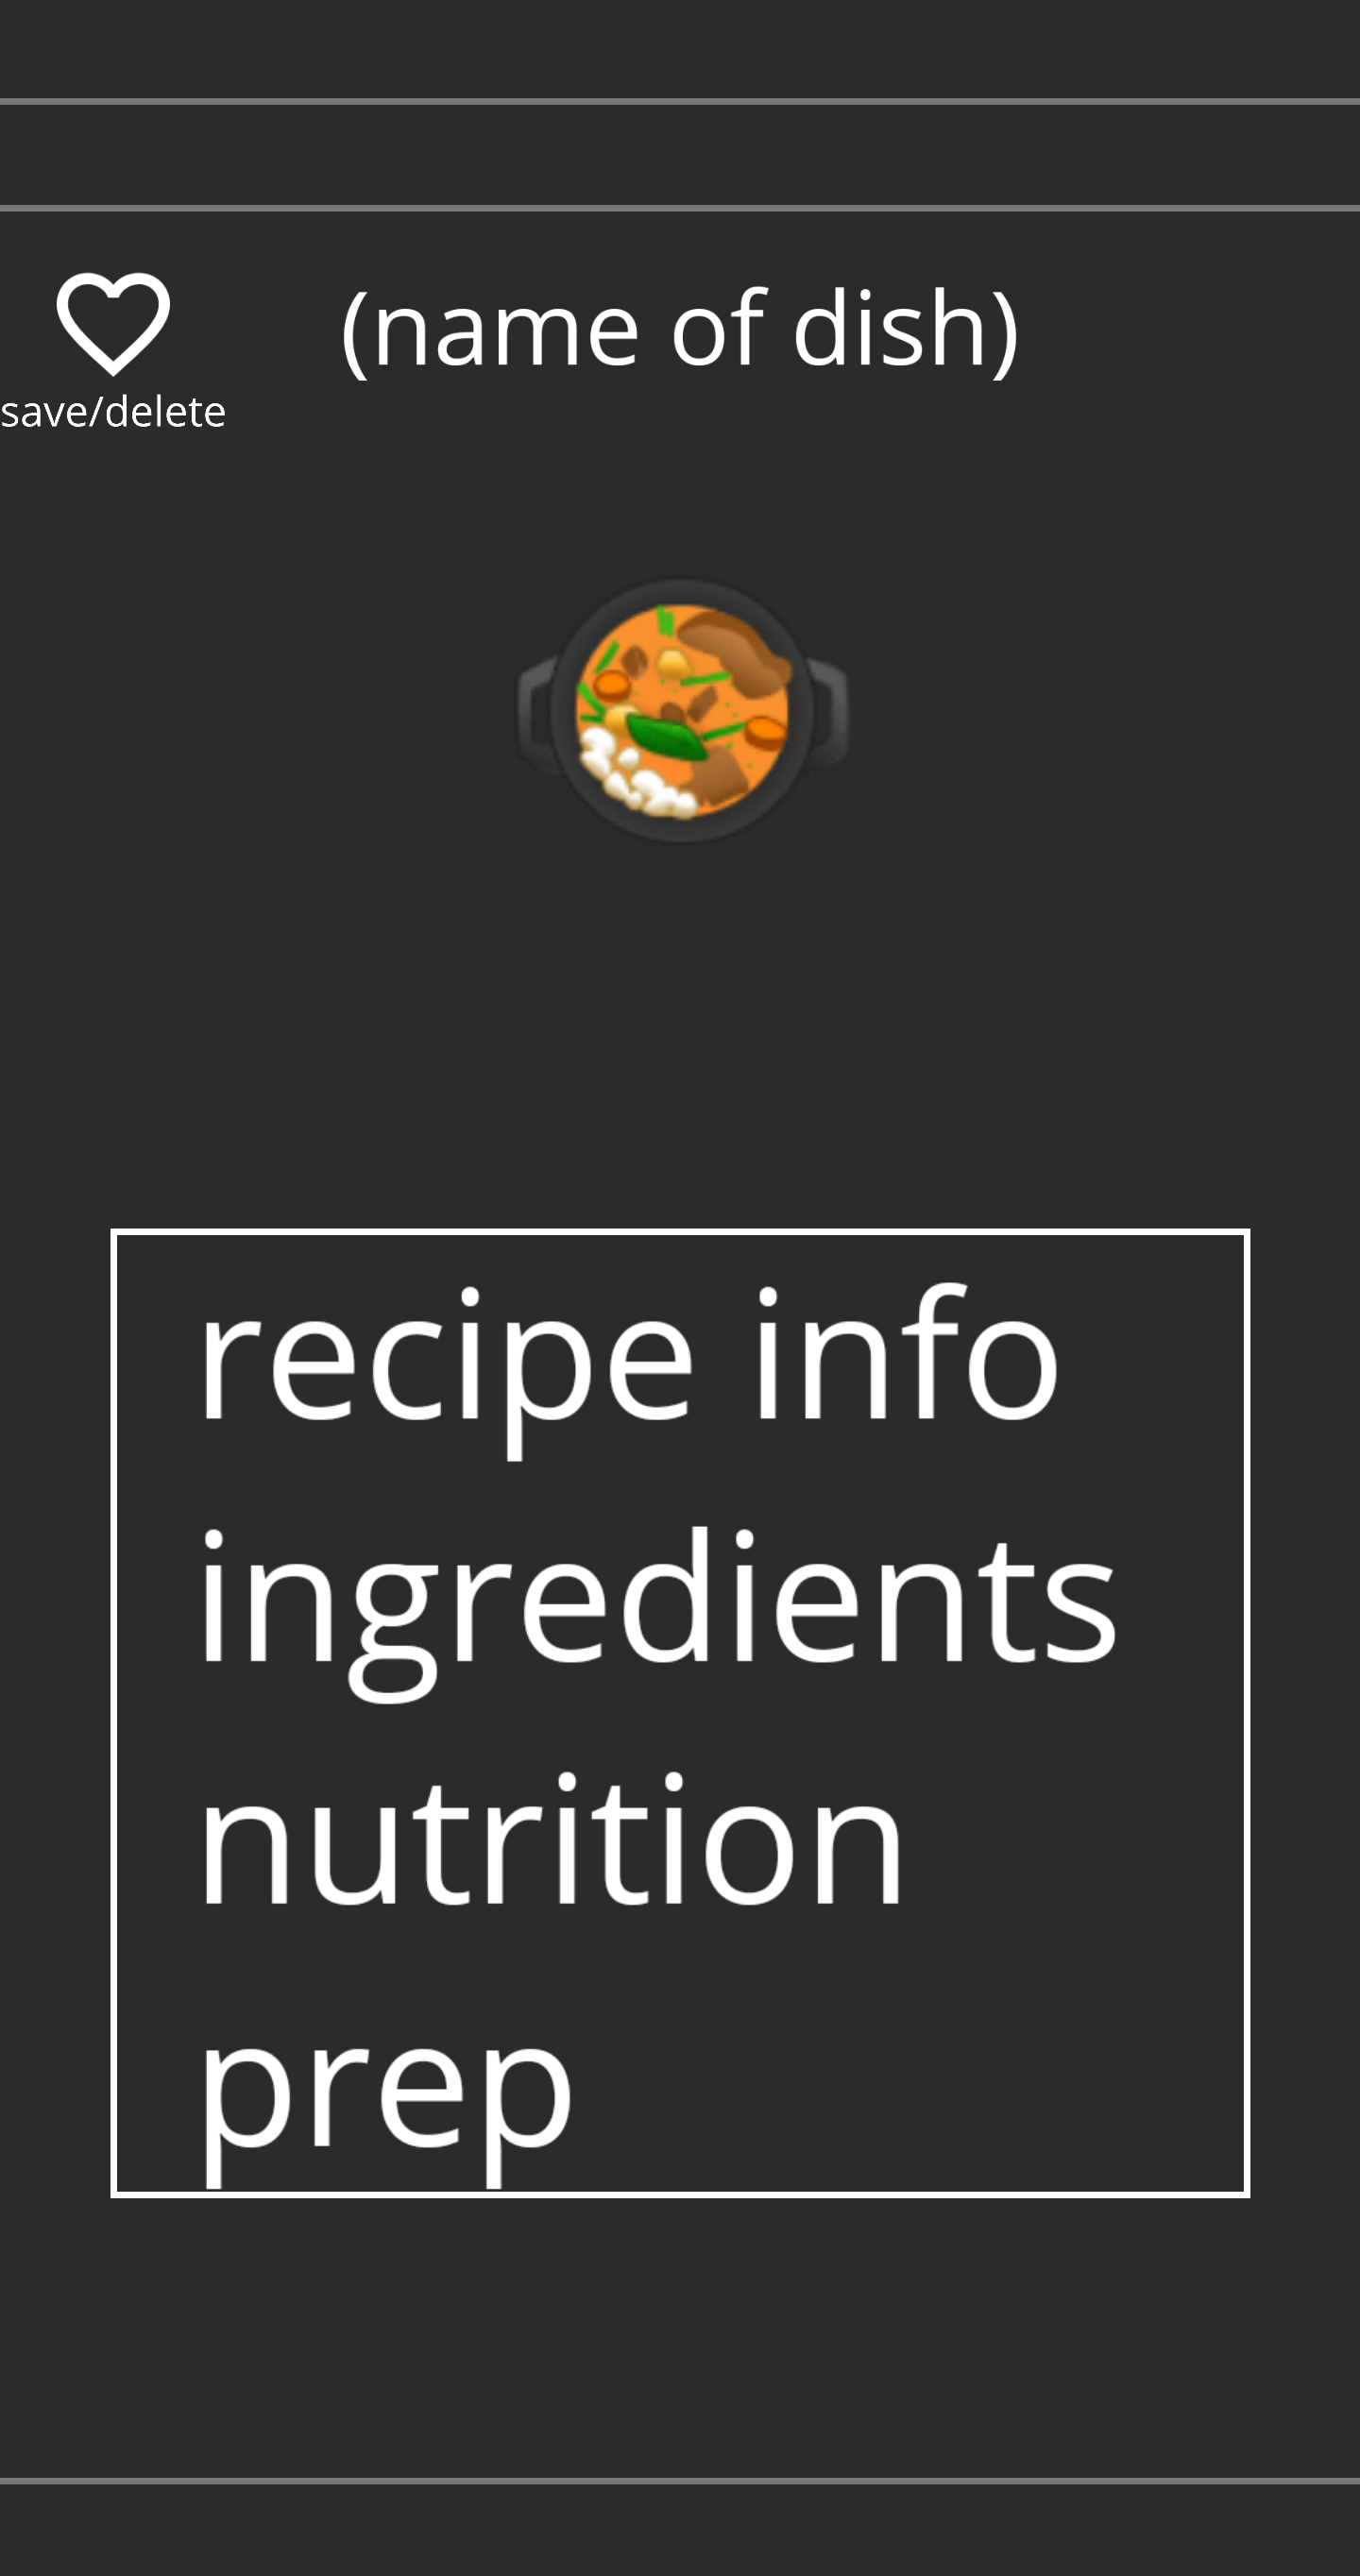 (name of dish)
save/delete
recipe info
ingredients
nutrition
prep